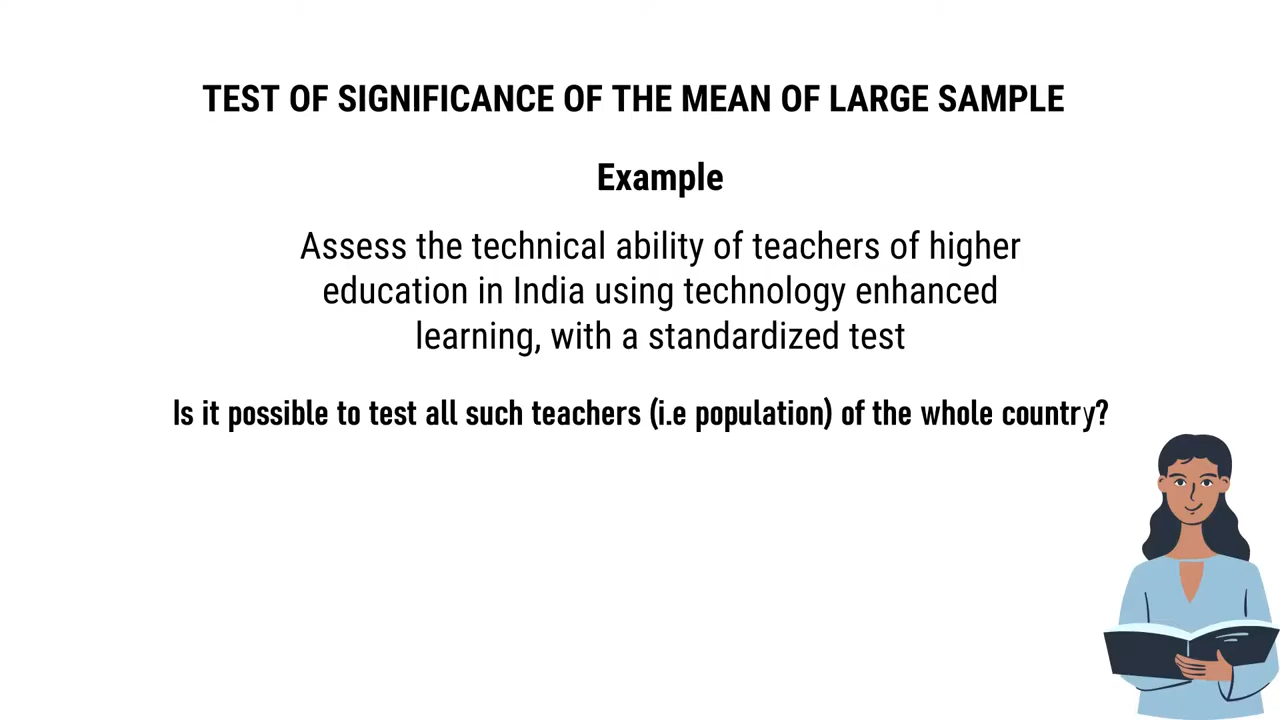 TEST OF SIGNIFICANCE OF THE MEAN OF LARGE SAMPLE
Example
Assess the technical ability of teachers of higher
education in India using technology enhanced
learning, with a standardized test
Is it possible to test all such teachers (i.e population) of the whole country?